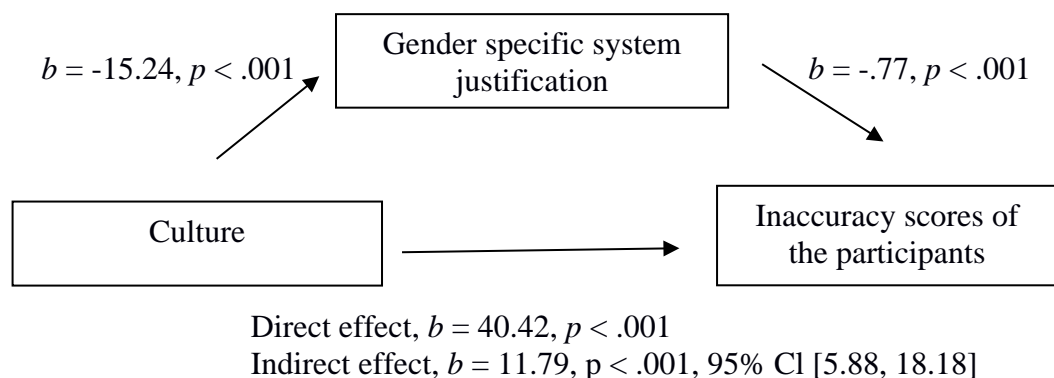 Gender specific system
justification
b = -15.24, p < .001
b = -.77, p < .001
Culture
Inaccuracy scores of
the participants
Direct effect, b = 40.42, p < .001
Indirect effect, b = 11.79, p < .001, 95% Cl [5.88, 18.18]